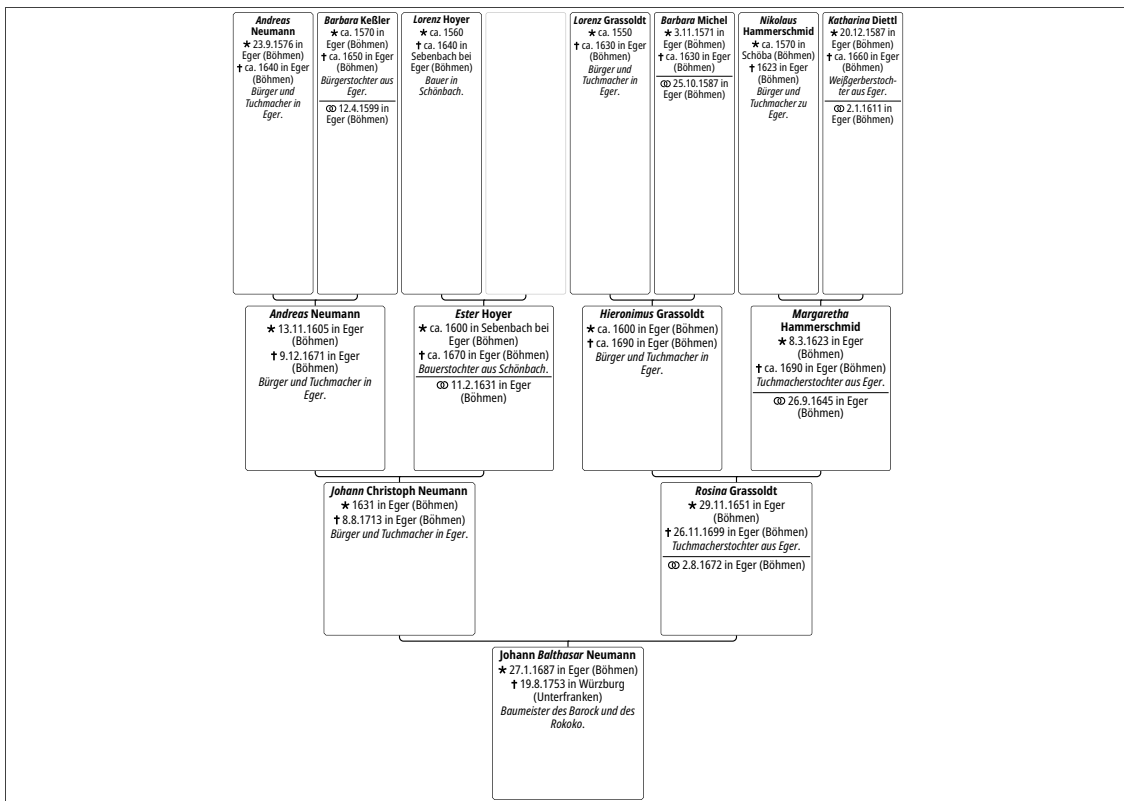 Andreas
Neumann
★ 23.9.1576 in
Eger (Böhmen)
† ca. 1640 in Eger
(Böhmen)
Bürger und
Tuchmacher in
Eger.
Barbara Keßler
★ ca. 1570 in
Eger (Böhmen)
† ca. 1650 in Eger
(Böhmen)
Bürgerstochter aus
Eger.
⚭ 12.4.1599 in
Eger (Böhmen)
Lorenz Hoyer
★ ca. 1560
† ca. 1640 in
Sebenbach bei
Eger (Böhmen)
Bauer in
Schönbach.
Lorenz Grassoldt
★ ca. 1550
† ca. 1630 in Eger
(Böhmen)
Bürger und
Tuchmacher in
Eger.
Barbara Michel
★ 3.11.1571 in
Eger (Böhmen)
† ca. 1630 in Eger
(Böhmen)
⚭ 25.10.1587 in
Eger (Böhmen)
Nikolaus
Hammerschmid
★ ca. 1570 in
Schöba (Böhmen)
† 1623 in Eger
(Böhmen)
Bürger und
Tuchmacher zu
Eger.
Katharina Diettl
★ 20.12.1587 in
Eger (Böhmen)
† ca. 1660 in Eger
(Böhmen)
Weißgerberstoch-
ter aus Eger.
⚭ 2.1.1611 in
Eger (Böhmen)
Andreas Neumann
★ 13.11.1605 in Eger
(Böhmen)
† 9.12.1671 in Eger
(Böhmen)
Bürger und Tuchmacher in
Eger.
Ester Hoyer
★ ca. 1600 in Sebenbach bei
Eger (Böhmen)
† ca. 1670 in Eger (Böhmen)
Bauerstochter aus Schönbach.
⚭ 11.2.1631 in Eger
(Böhmen)
Hieronimus Grassoldt
★ ca. 1600 in Eger (Böhmen)
† ca. 1690 in Eger (Böhmen)
Bürger und Tuchmacher in
Eger.
Margaretha
Hammerschmid
★ 8.3.1623 in Eger
(Böhmen)
† ca. 1690 in Eger (Böhmen)
Tuchmacherstochter aus Eger.
⚭ 26.9.1645 in Eger
(Böhmen)
Johann Christoph Neumann
★ 1631 in Eger (Böhmen)
† 8.8.1713 in Eger (Böhmen)
Bürger und Tuchmacher in Eger.
Rosina Grassoldt
★ 29.11.1651 in Eger
(Böhmen)
† 26.11.1699 in Eger (Böhmen)
Tuchmacherstochter aus Eger.
⚭ 2.8.1672 in Eger (Böhmen)
Johann Balthasar Neumann
★ 27.1.1687 in Eger (Böhmen)
† 19.8.1753 in Würzburg
(Unterfranken)
Baumeister des Barock und des
Rokoko.